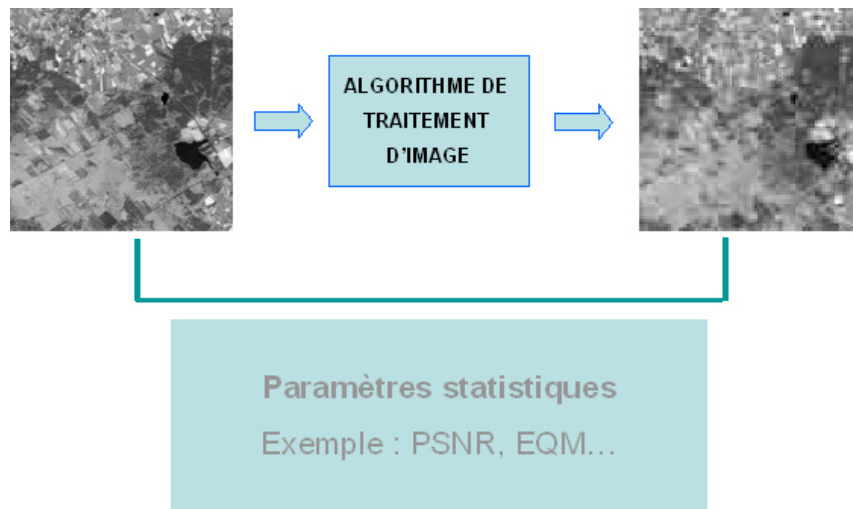 ALGORITHME DE
TRAITEMENT
D'IMAGE
Paramètres statistiques
Exemple : PSNR, EQM...